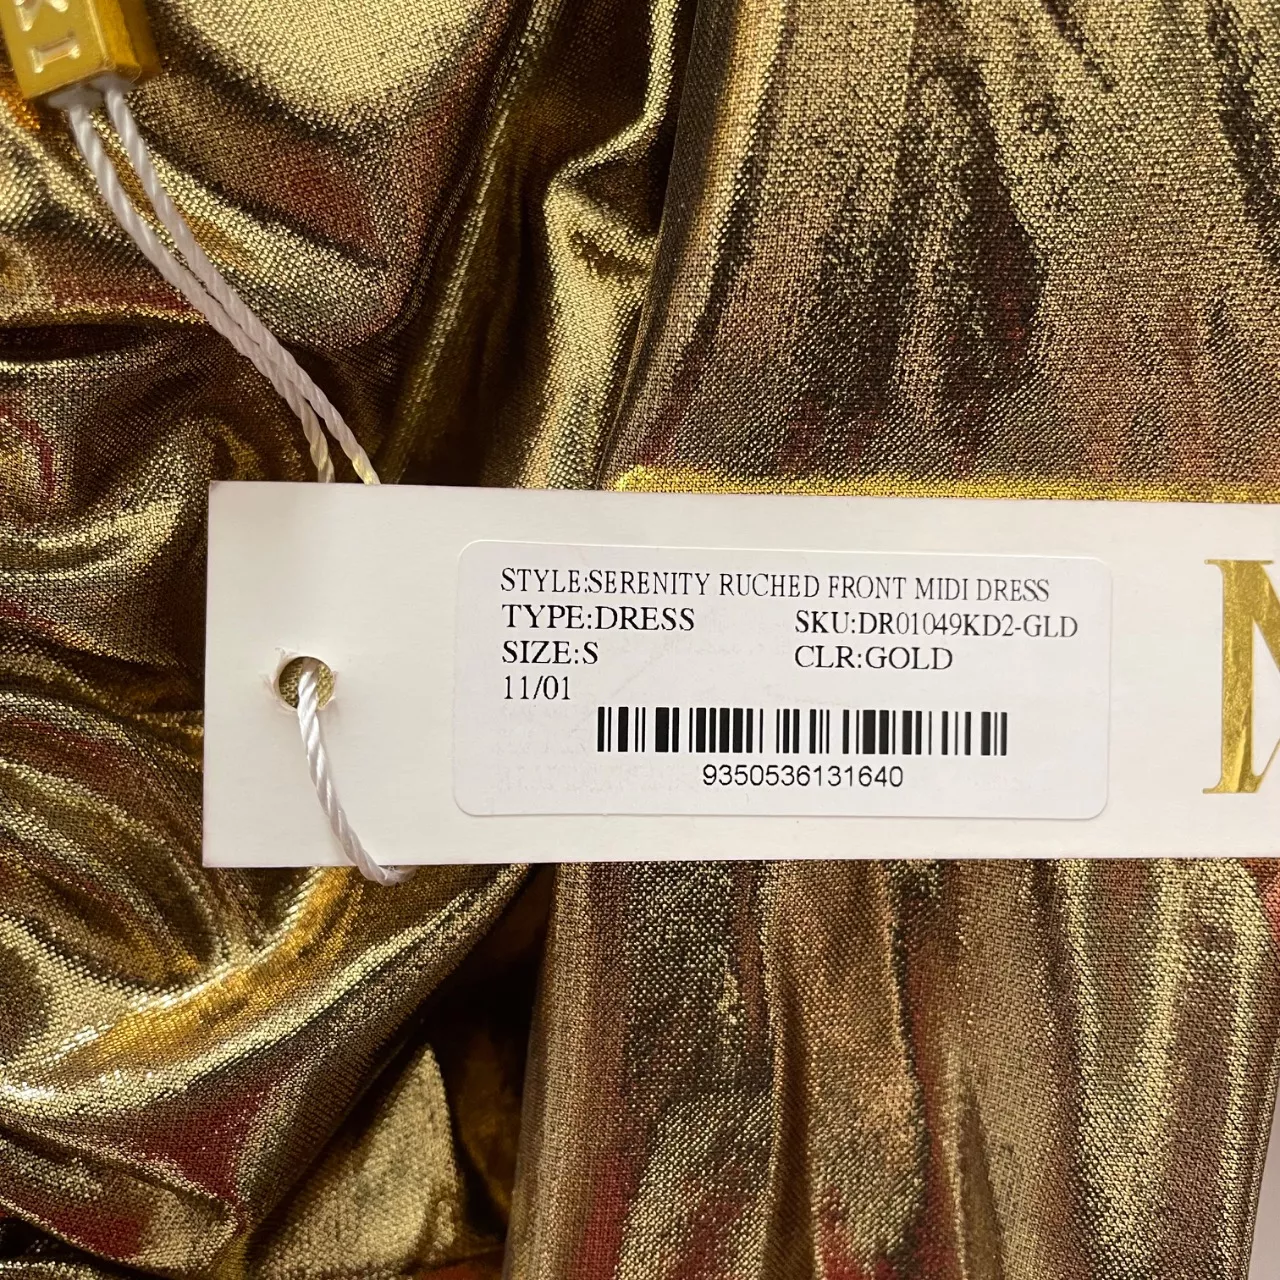 STYLE:SERENITY RUCHED FRONT MIDI DRESS
TYPE:DRESS SKU:DR01049KD2-GLD
SIZE:S CLR:GOLD
11/01
9350536131640
M